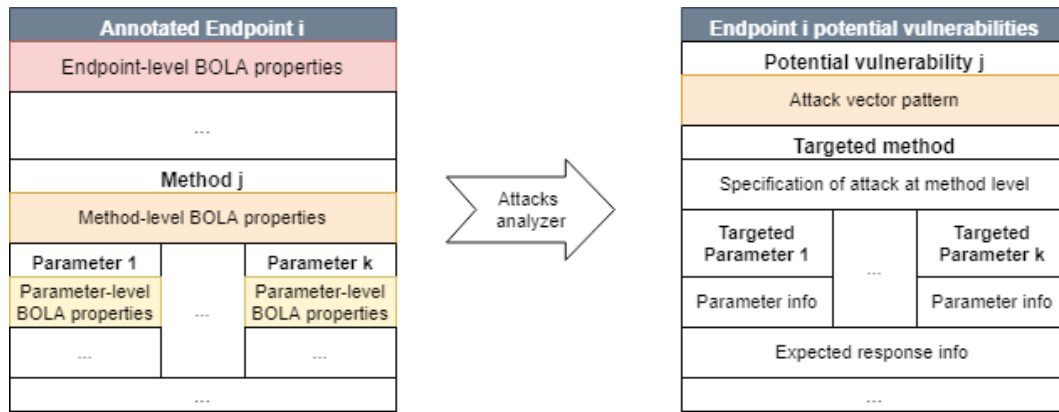 Annotated Endpoint i
Endpoint-level BOLA properties
...
Method j
Method-level BOLA properties
Parameter 1
Parameter k
Parameter-level
BOLA properties
...
Parameter-level
BOLA properties
...
...
...
Attacks
analyzer
Endpoint i potential vulnerabilities
Potential vulnerability j
Attack vector pattern
Targeted method
Specification of attack at method level
Targeted
Parameter 1
...
Targeted
Parameter k
Parameter info
Parameter info
Expected response info
...